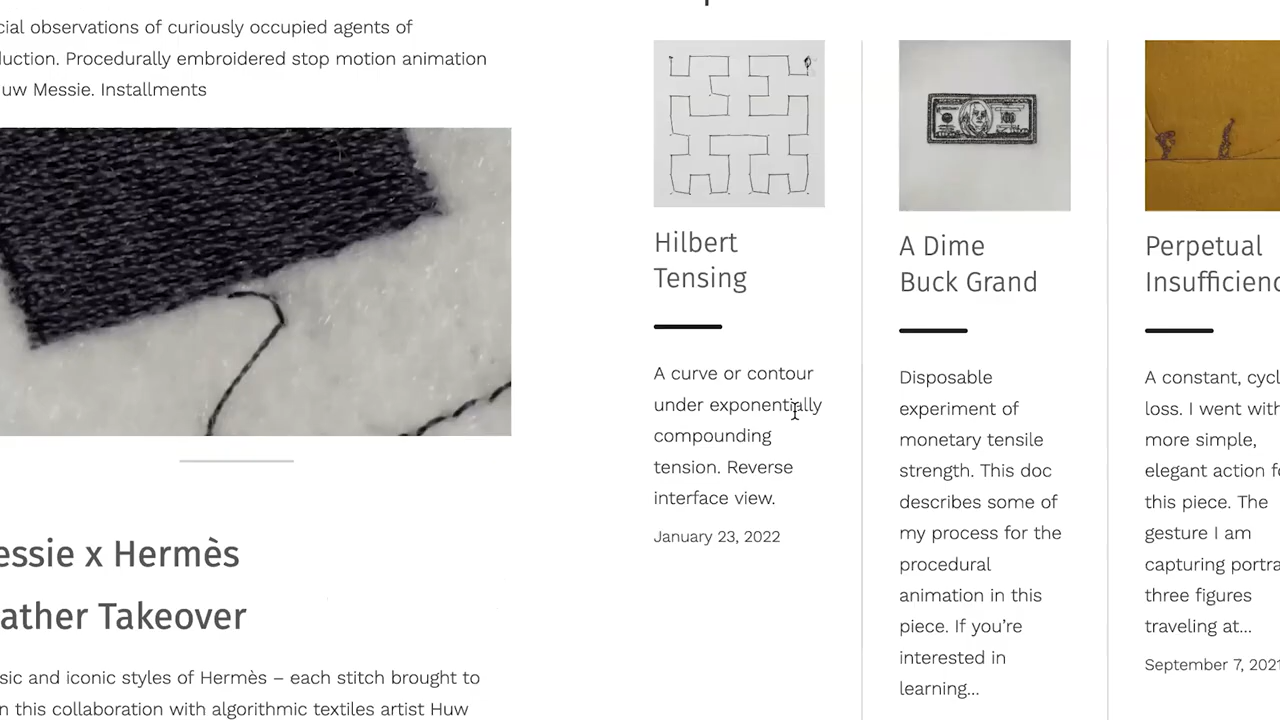 cial observations of curiously occupied agents of
duction. Procedurally embroidered stop motion animation
uw Messie. Installments
essie x Hermès
ather Takeover
sic and iconic styles of Hermès – each stitch brought to
n this collaboration with algorithmic textiles artist Huw
Hilbert
Tensing
A curve or contour
under exponentially
compounding
tension. Reverse
interface view.
January 23, 2022
A Dime
Buck Grand
Disposable
experiment of
monetary tensile
strength. This doc
describes some of
my process for the
procedural
animation in this
piece. If you’re
interested in
learning...
Perpetual
Insufficienc
A constant, cycl
loss. I went with
more simple,
elegant action fo
this piece. The
gesture I am
capturing portra
three figures
traveling at...
September 7, 2021